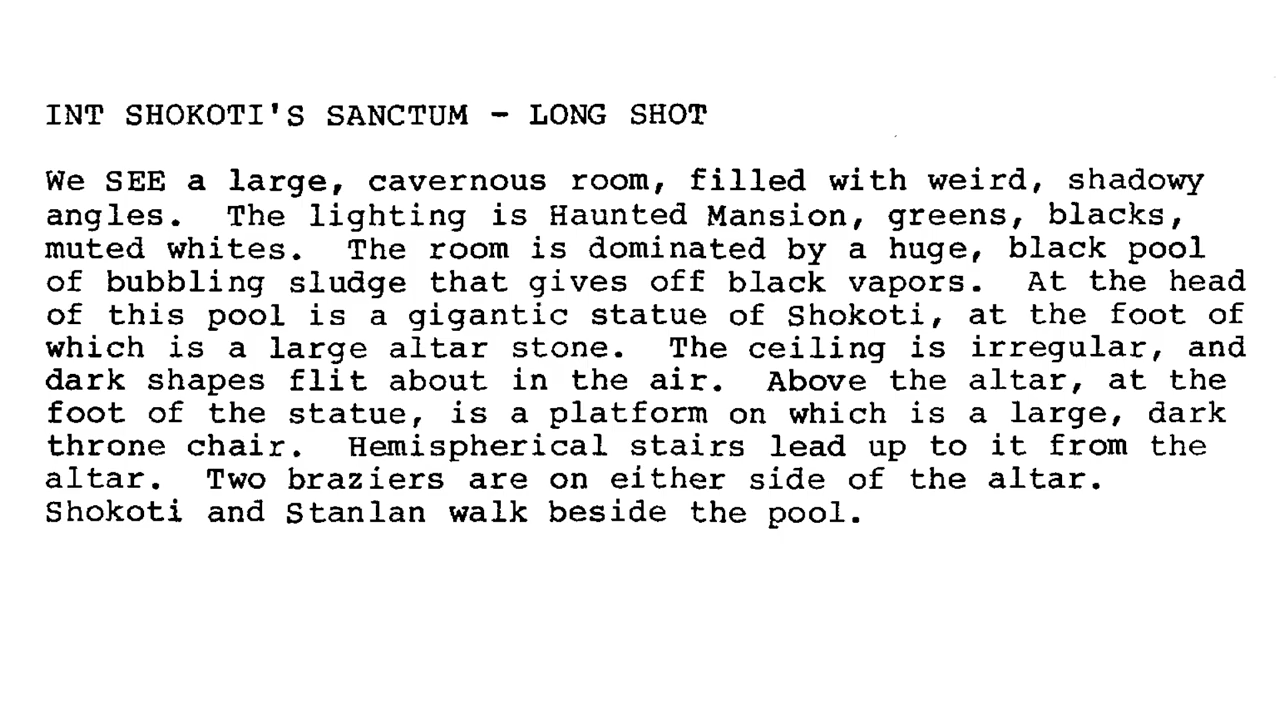 INT SHOKOTI'S SANCTUM - LONG SHOT
We SEE a large, cavernous room, filled with weird, shadowy
angles.  The lighting is Haunted Mansion, greens, blacks,
muted whites.  The room is dominated by a huge, black pool
of bubbling sludge that gives off black vapors.  At the head
of this pool is a gigantic statue of Shokoti, at the foot of
which is a large altar stone.  The ceiling is irregular, and
dark shapes flit about in the air.  Above the altar, at the
foot of the statue, is a platform on which is a large, dark
throne chair.  Hemispherical stairs lead up to it from the
altar.  Two braziers are on either side of the altar.
Shokoti and Stanlan walk beside the pool.